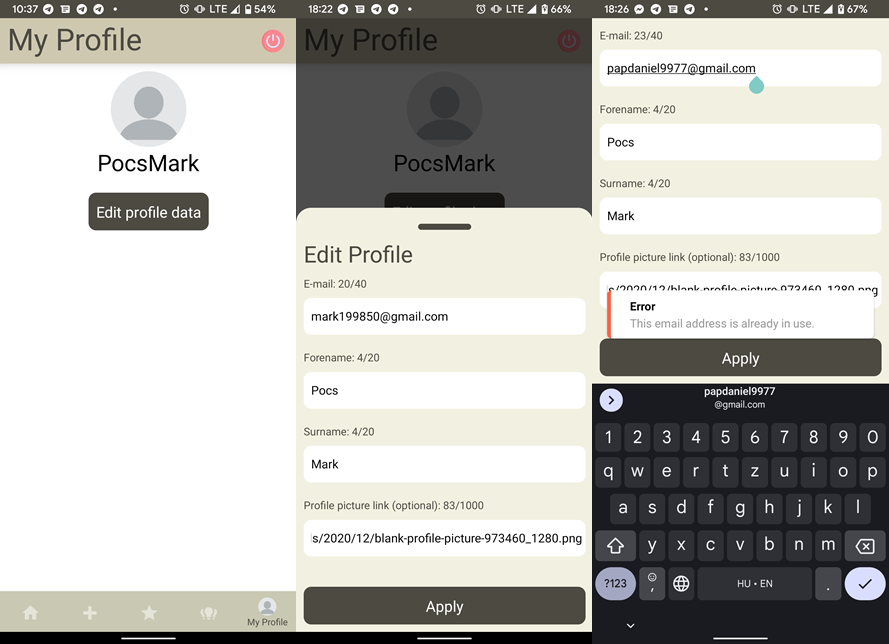 10:37
LTE
54%
My Profile
PocsMark
Edit profile data
My Profile
18:22
LTE
66%
My Profile
PocsMark
Edit Profile
E-mail: 20/40
mark199850@gmail.com
Forename: 4/20
Pocs
Surname: 4/20
Mark
Profile picture link (optional): 83/1000
s/2020/12/blank-profile-picture-973460_1280.png
Apply
18:26
LTE
67%
E-mail: 23/40
papdaniel9977@gmail.com
Forename: 4/20
Pocs
Surname: 4/20
Mark
Profile picture link (optional): 83/1000
s/2020/12/blank-profile-picture-973460_1280.png
Error
This email address is already in use.
Apply
papdaniel9977
@gmail.com
1 2 3 4 5 6 7 8 9 0
q w e r t z u i o p
a s d f g h j k l
y x c v b n m
?123 , HU • EN .